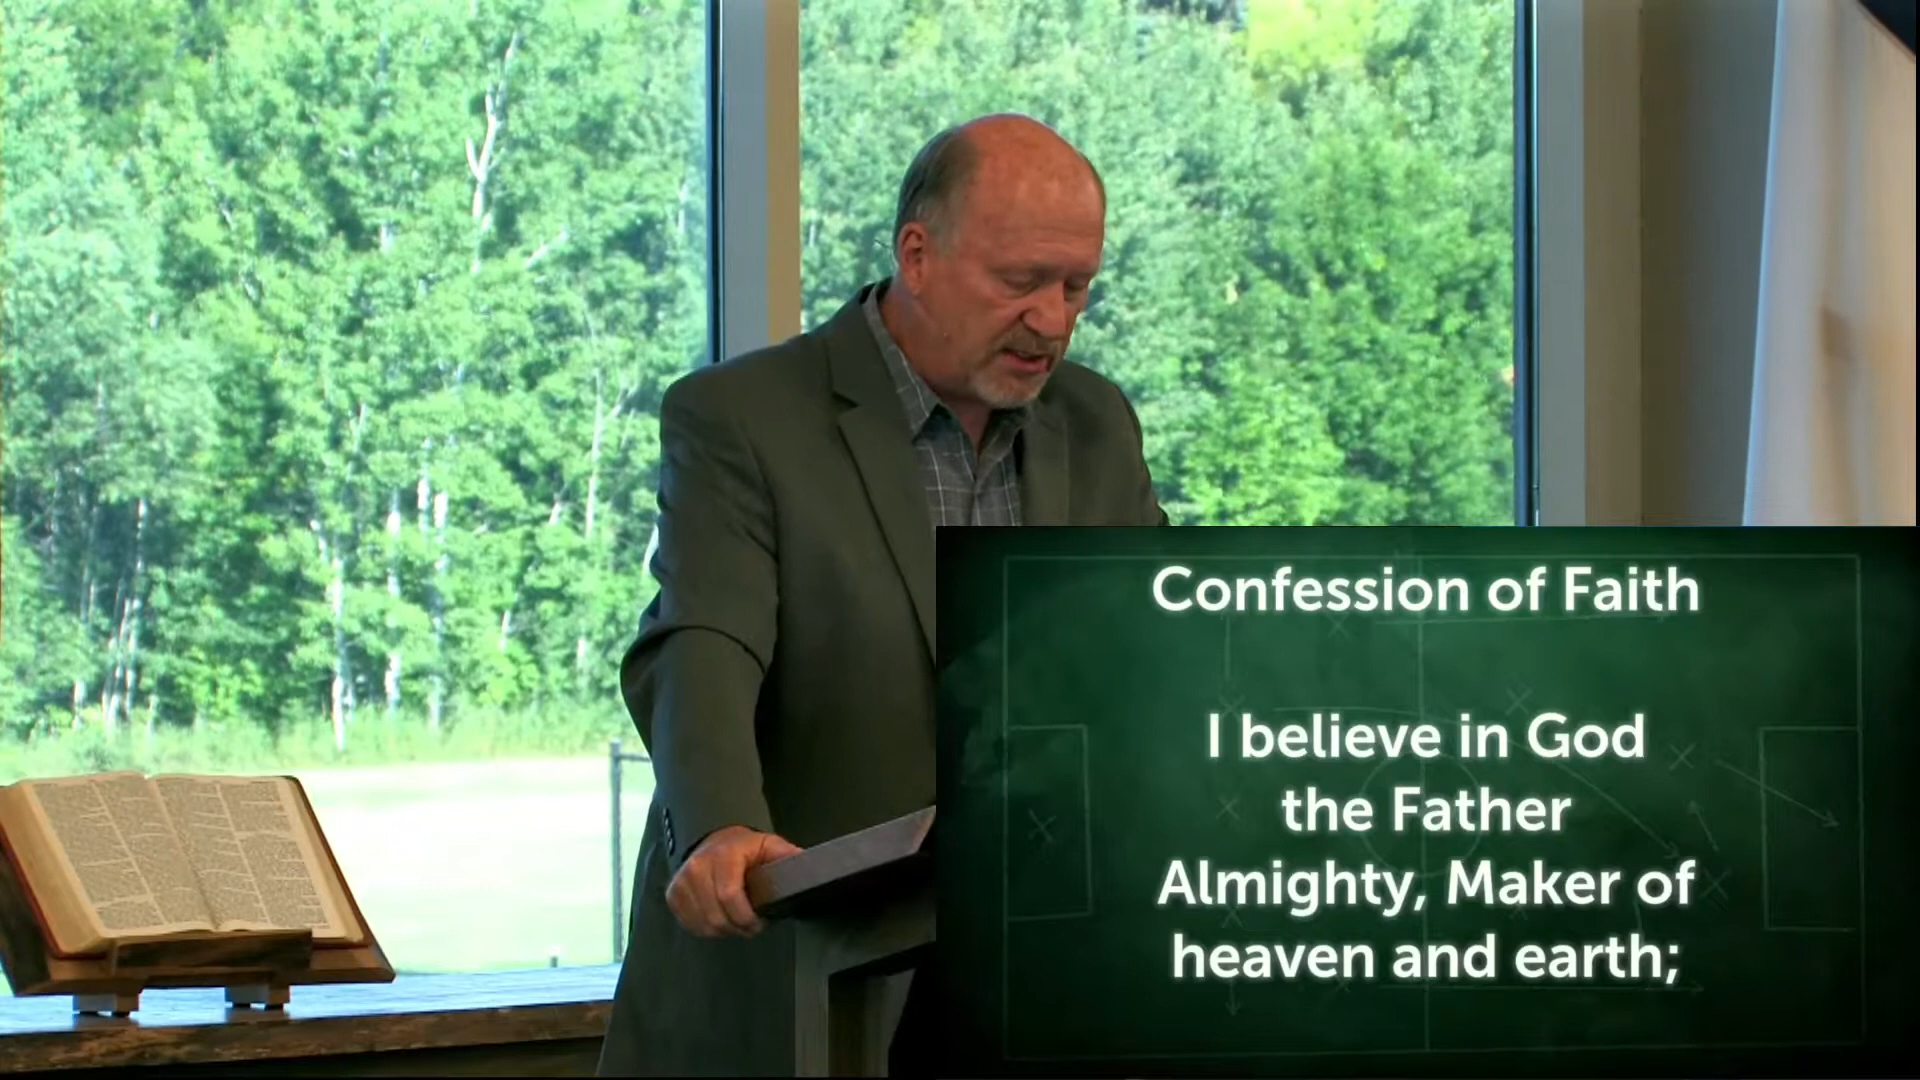 Confession of Faith
I believe in God
the Father
Almighty, Maker of
heaven and earth;